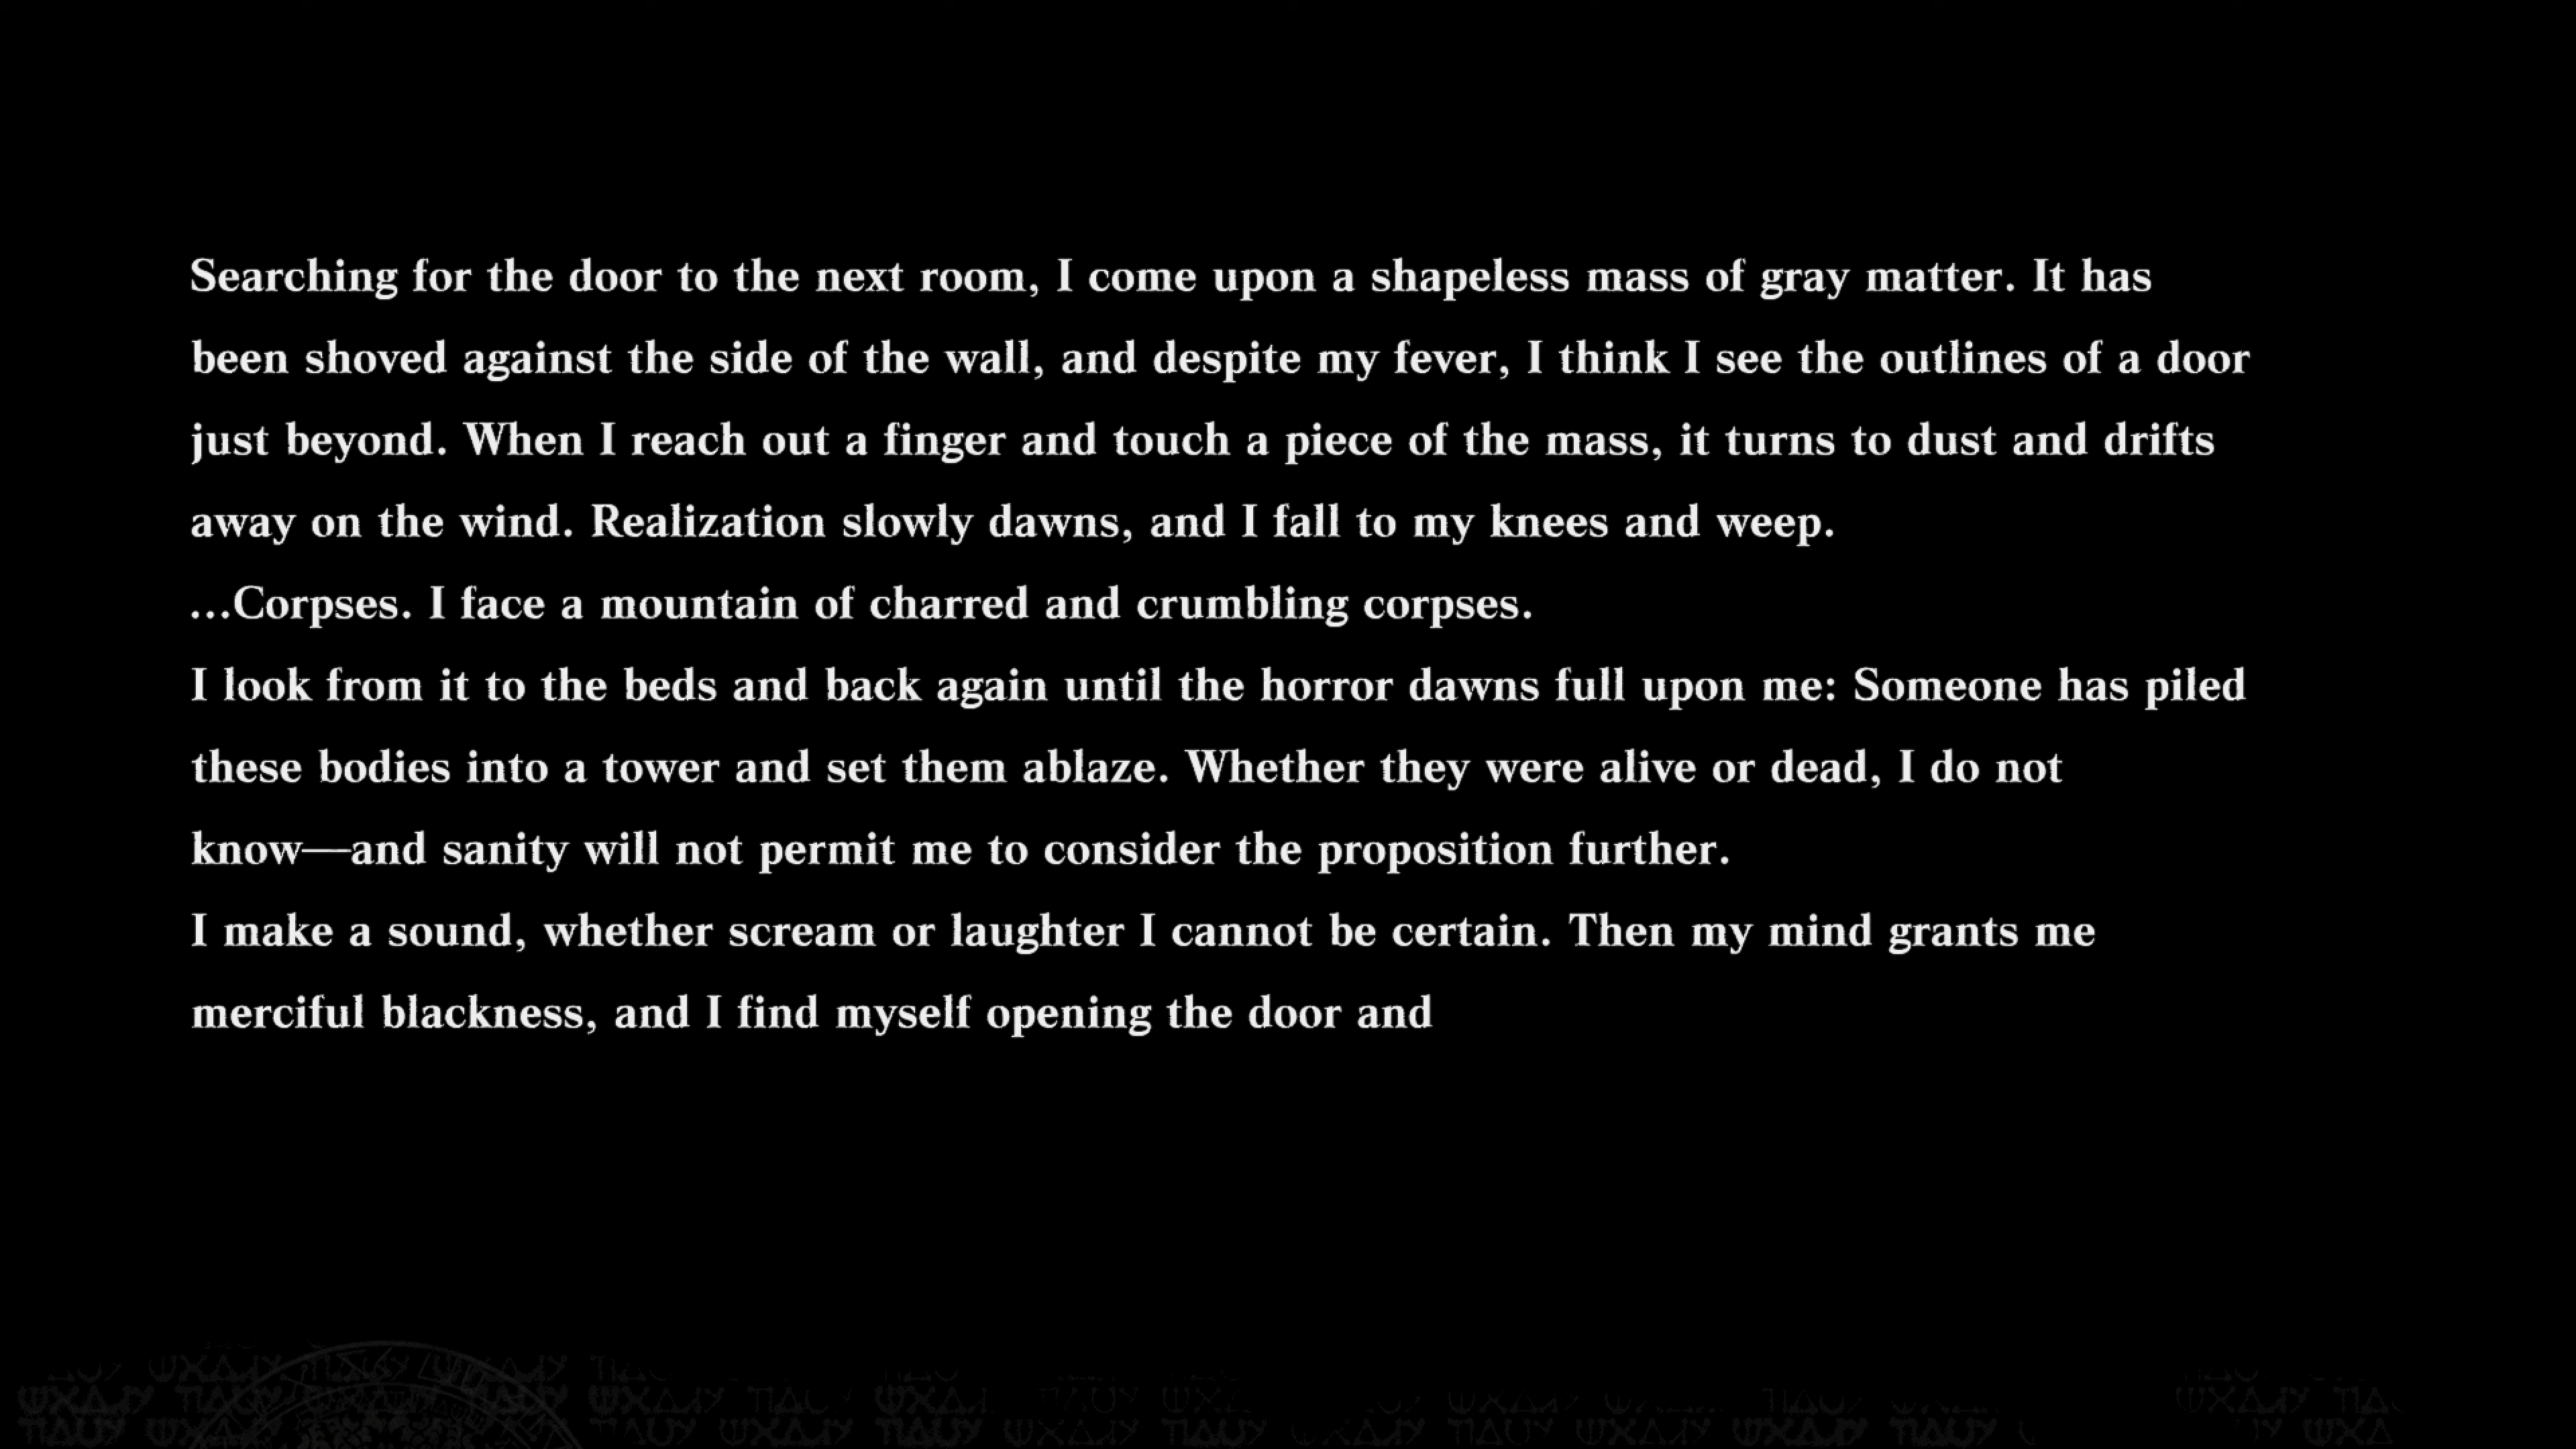 Searching for the door to the next room, I come upon a shapeless mass of gray matter. It has
been shoved against the side of the wall, and despite my fever, I think I see the outlines of a door
just beyond. When I reach out a finger and touch a piece of the mass, it turns to dust and drifts
away on the wind. Realization slowly dawns, and I fall to my knees and weep.
...Corpses. I face a mountain of charred and crumbling corpses.
I look from it to the beds and back again until the horror dawns full upon me: Someone has piled
these bodies into a tower and set them ablaze. Whether they were alive or dead, I do not
know—and sanity will not permit me to consider the proposition further.
I make a sound, whether scream or laughter I cannot be certain. Then my mind grants me
merciful blackness, and I find myself opening the door and